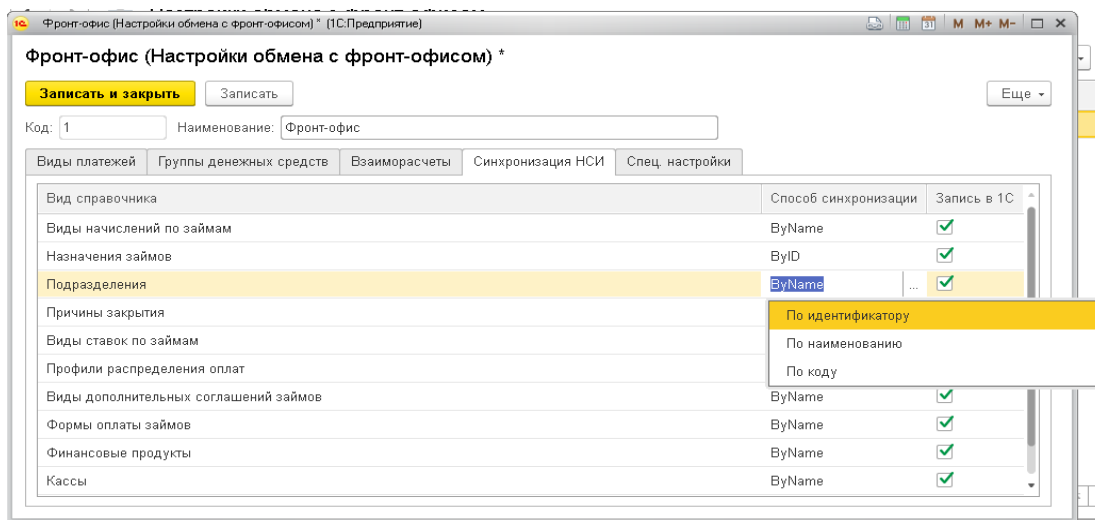 Фронт-офис (Настройки обмена с фронт-офисом) * (1С:Предприятие)
M M+ M-
Фронт-офис (Настройки обмена с фронт-офисом) *
Записать и закрыть Записать Еще
Код: 1 Наименование: Фронт-офис
Виды платежей Группы денежных средств Взаиморасчеты Синхронизация НСИ Спец. настройки
Вид справочника Способ синхронизации Запись в 1С
Виды начислений по займам ByName
Назначения займов ByID
Подразделения ByName ...
Причины закрытия По идентификатору
Виды ставок по займам По наименованию
Профили распределения оплат По коду
Виды дополнительных соглашений займов ByName
Формы оплаты займов ByName
Финансовые продукты ByName
Кассы ByName